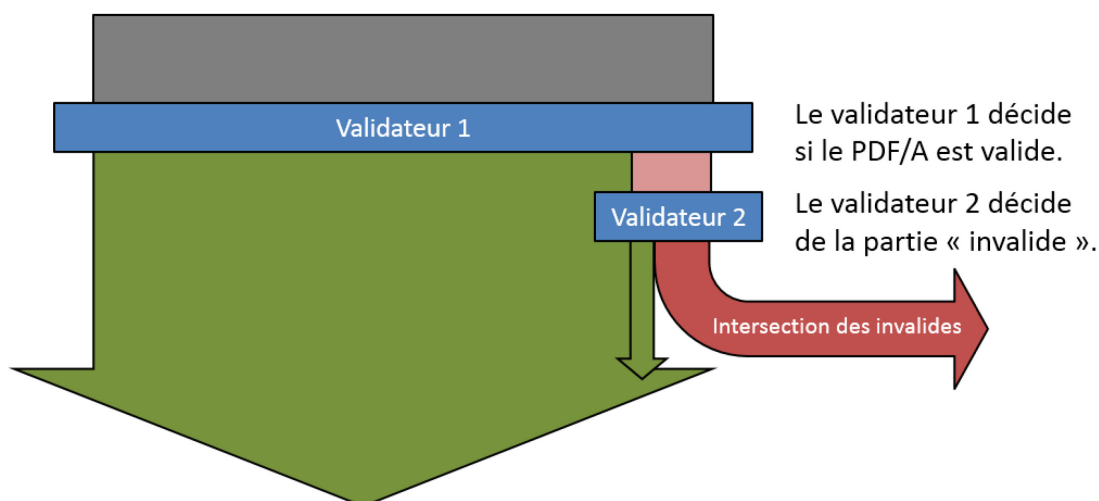 Validateur 1
Le validateur 1 décide
si le PDF/A est valide.
Validateur 2
Le validateur 2 décide
de la partie « invalide ».
Intersection des invalides